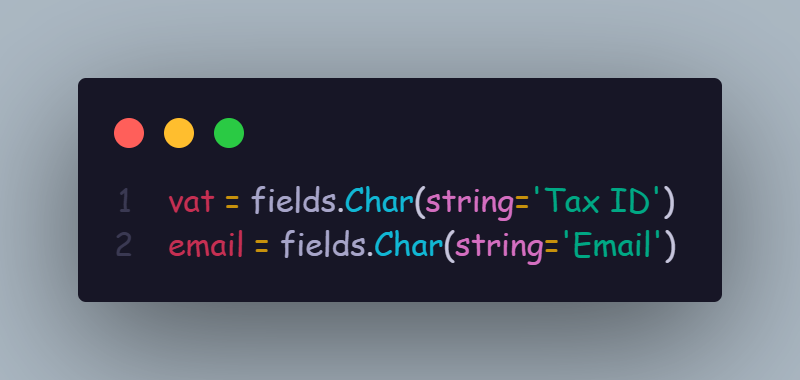 1 vat = fields.Char(string='Tax ID')
2 email = fields.Char(string='Email')